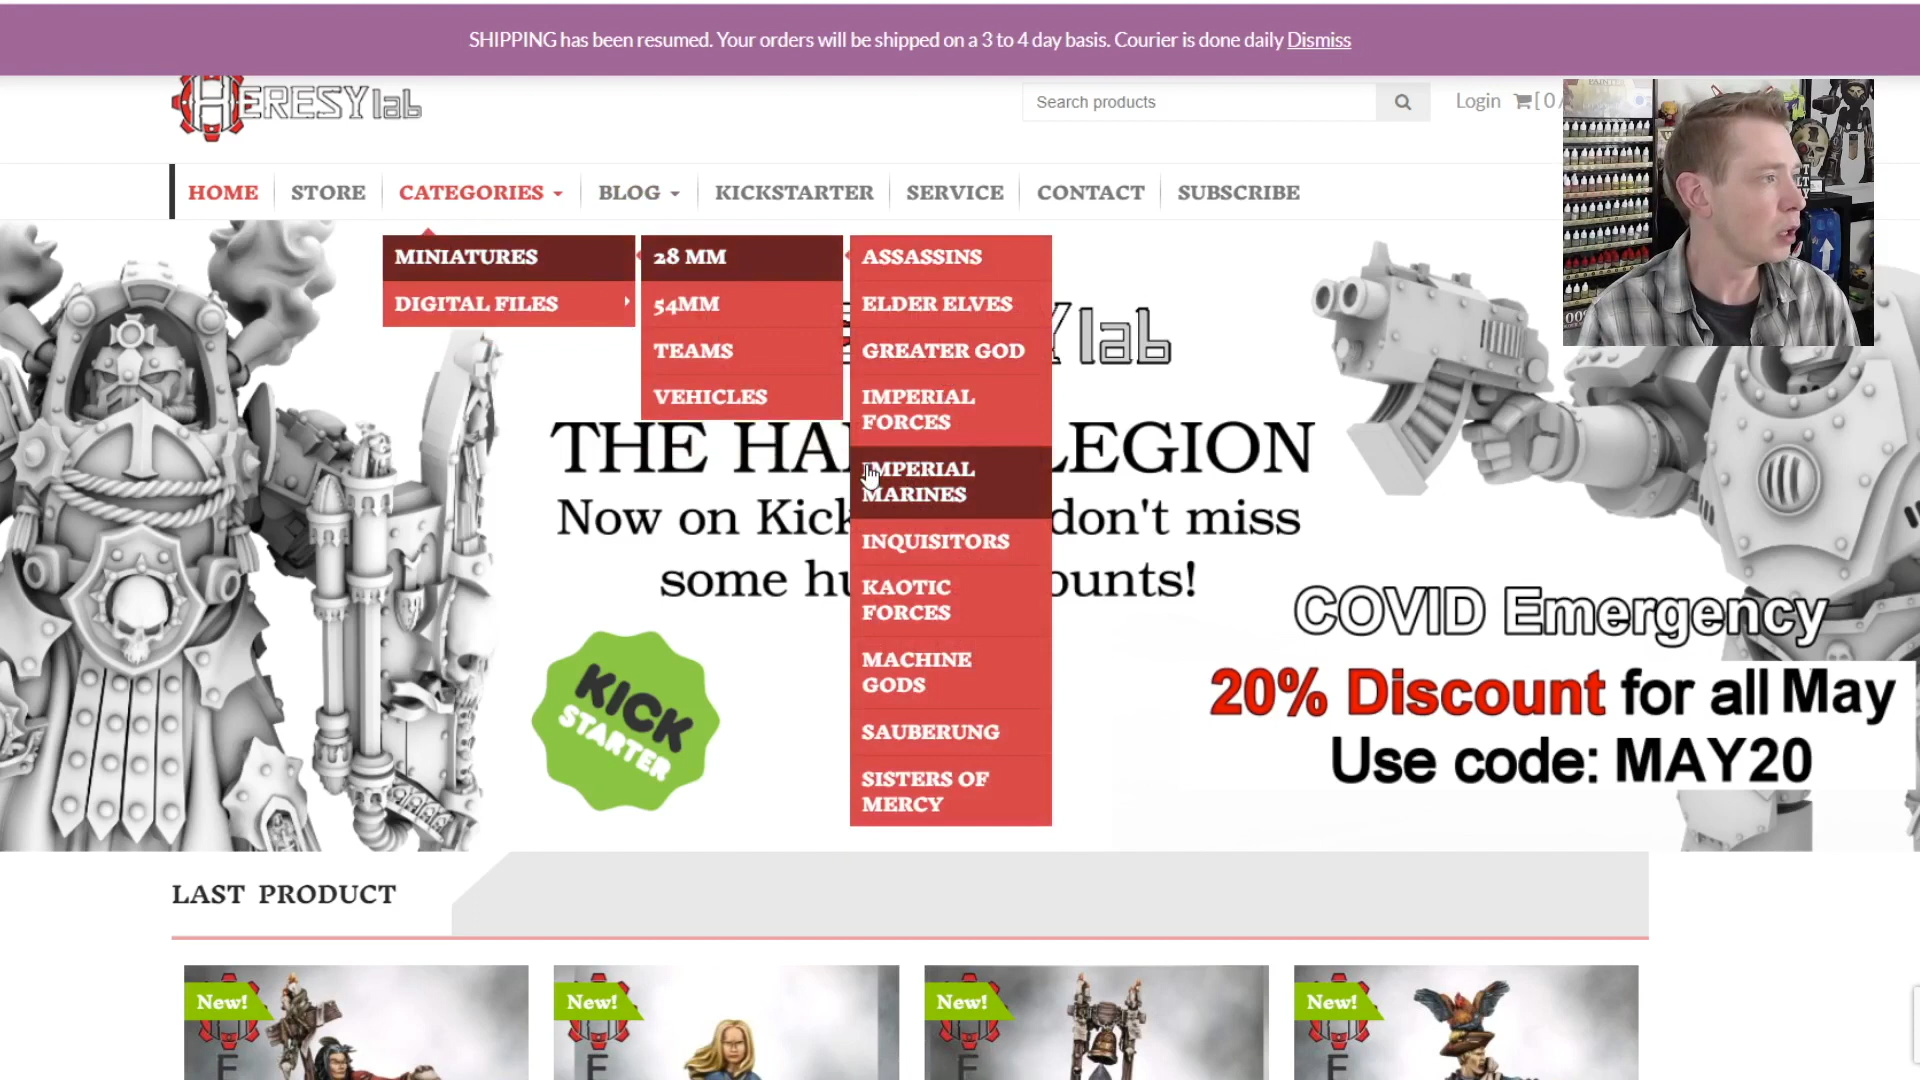 SHIPPING has been resumed. Your orders will be shipped on a 3 to 4 day basis. Courier is done daily Dismiss
HERESYlab
Search products
Login [ 0 /
HOME STORE CATEGORIES BLOG KICKSTARTER SERVICE CONTACT SUBSCRIBE
MINIATURES
DIGITAL FILES
28 MM
54MM
TEAMS
VEHICLES
ASSASSINS
ELDER ELVES
GREATER GOD
IMPERIAL
FORCES
IMPERIAL
MARINES
INQUISITORS
KAOTIC
FORCES
MACHINE
GODS
SAUBERUNG
SISTERS OF
MERCY
Ylab
THE HA LEGION
Now on Kick don't miss
some hu ounts!
KICK
STARTER
COVID Emergency
20% Discount for all May
Use code: MAY20
LAST PRODUCT
New!
New!
New!
New!